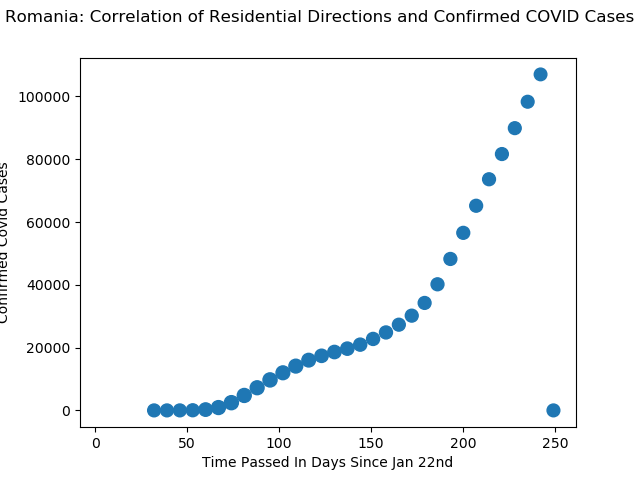 Romania: Correlation of Residential Directions and Confirmed COVID Cases
100000
80000
60000
40000
20000
0
Confirmed Covid Cases
0 50 100 150 200 250
Time Passed In Days Since Jan 22nd